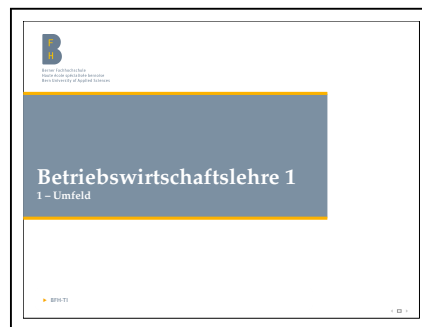 F
H
Berner Fachhochschule
Haute école spécialisée bernoise
Bern University of Applied Sciences
Betriebswirtschaftslehre 1
1 – Umfeld
BFH-TI